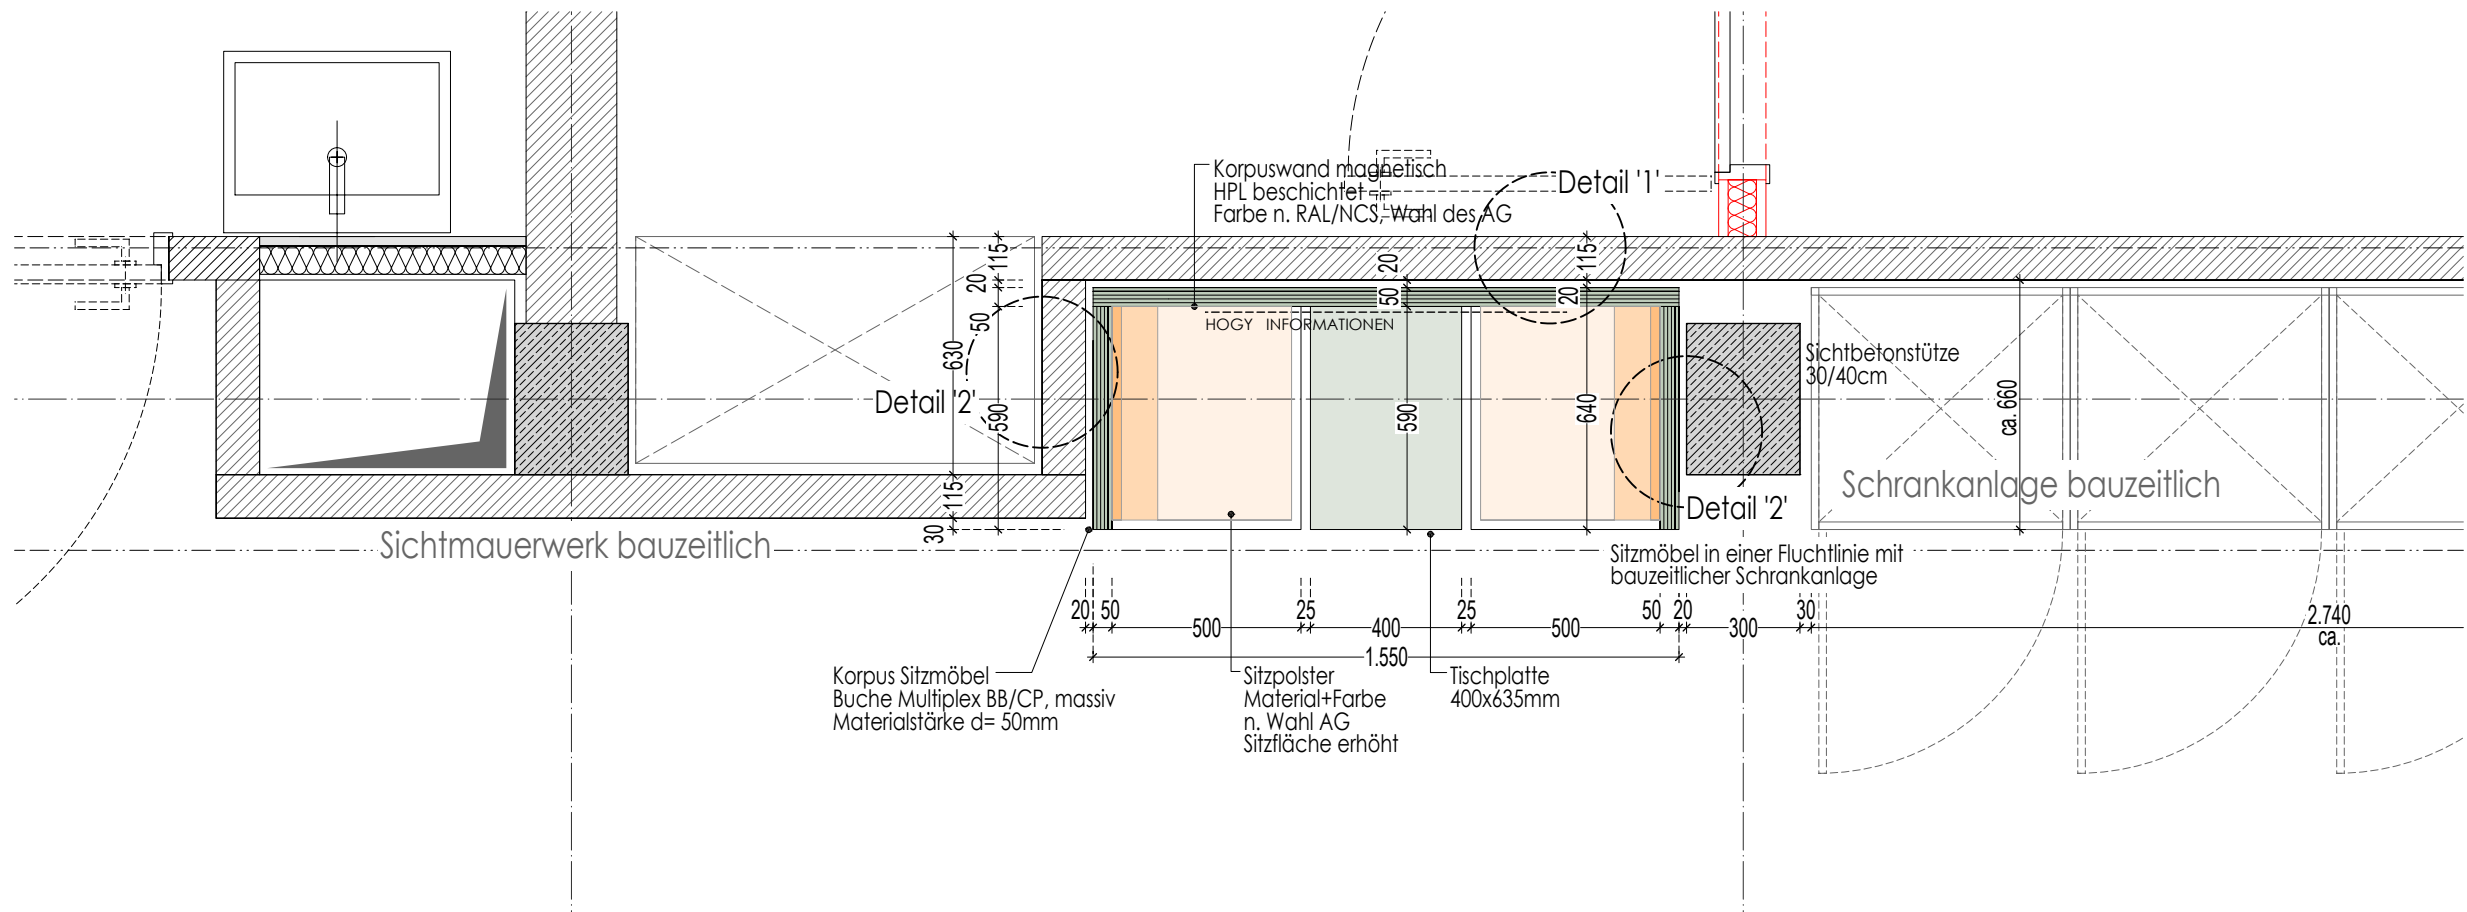 Korpuswand magnetisch
HPL beschichtet
Farbe n. RAL/NCS, Wahl des AG
Detail '1'
115
20
50
630
590
115
30
20
50
590
115
20
640
HOGY INFORMATIONEN
Detail '2'
Sichtbetonstütze
30/40cm
ca. 660
Schrankanlage bauzeitlich
Detail '2'
Sichtmauerwerk bauzeitlich
Sitzmöbel in einer Fluchtlinie mit
bauzeitlicher Schrankanlage
20 50 500 25 400 25 500 50 20 300 30 2.740
ca.
1.550
Korpus Sitzmöbel
Buche Multiplex BB/CP, massiv
Materialstärke d= 50mm
Sitzpolster
Material+Farbe
n. Wahl AG
Sitzfläche erhöht
Tischplatte
400x635mm